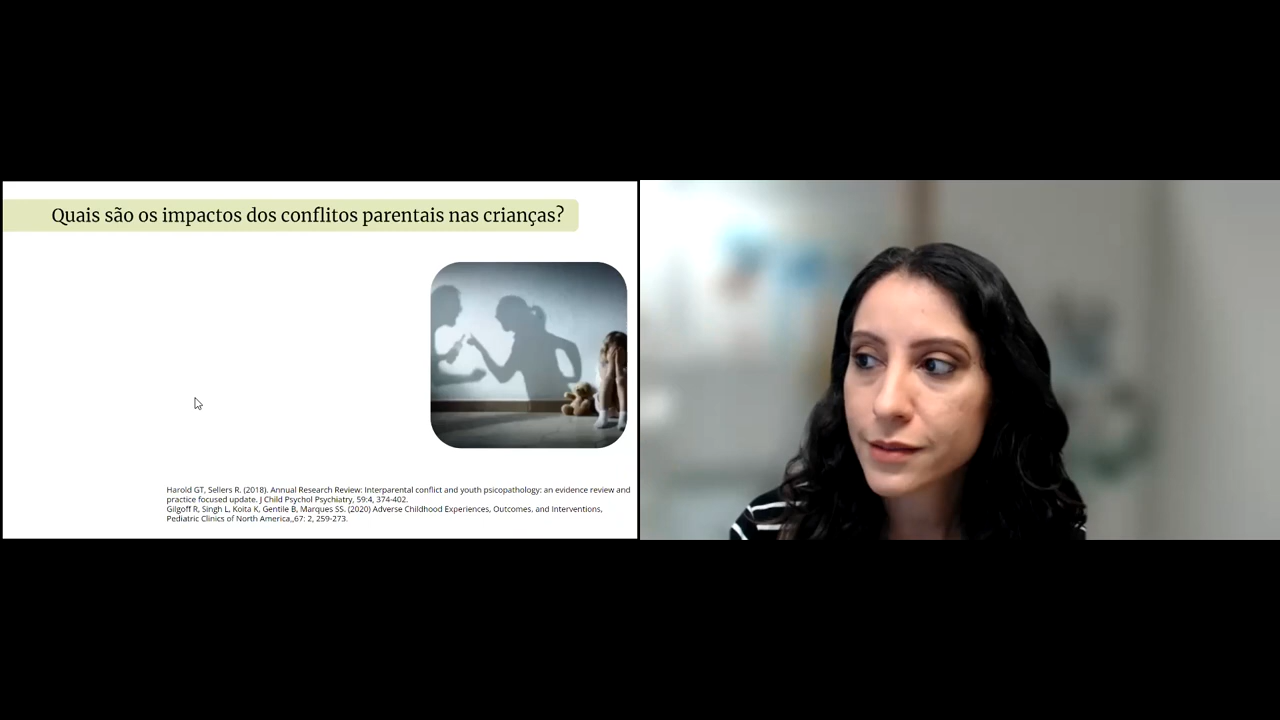 Quais são os impactos dos conflitos parentais nas crianças?
Harold GT, Sellers R. (2018). Annual Research Review: Interparental conflict and youth psicopathology: an evidence review and
practice focused update. J Child Psychol Psychiatry, 59:4, 374-402.
Gilgoff R, Singh L, Koita K, Gentile B, Marques SS. (2020) Adverse Childhood Experiences, Outcomes, and Interventions,
Pediatric Clinics of North America,,67: 2, 259-273.